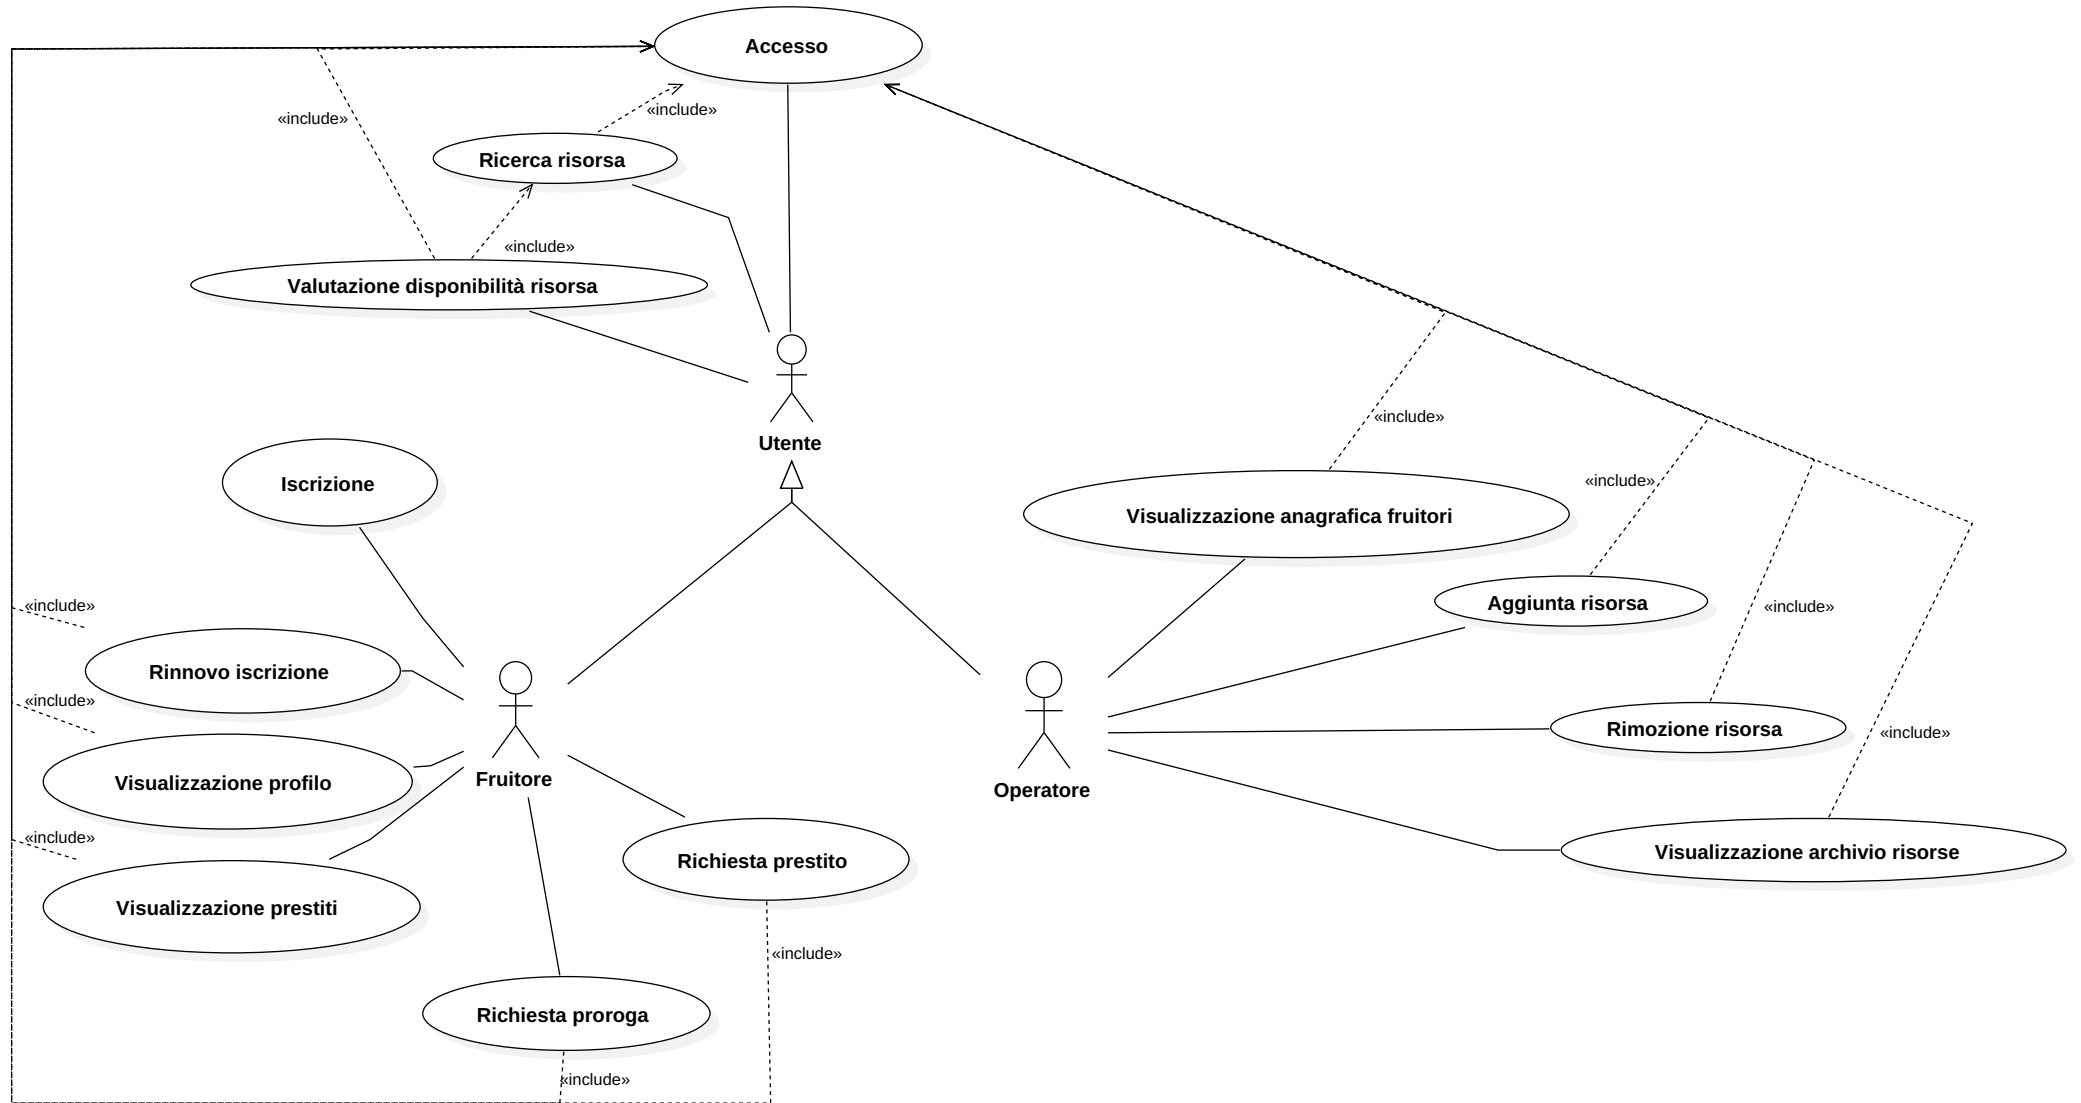 Accesso
«include»
«include»
Ricerca risorsa
«include»
Valutazione disponibilità risorsa
Utente
«include»
Iscrizione
«include»
Visualizzazione anagrafica fruitori
Aggiunta risorsa
«include»
«include»
Rinnovo iscrizione
«include»
Rimozione risorsa
«include»
Visualizzazione profilo
Fruitore
Operatore
«include»
Richiesta prestito
Visualizzazione archivio risorse
Visualizzazione prestiti
«include»
Richiesta proroga
«include»